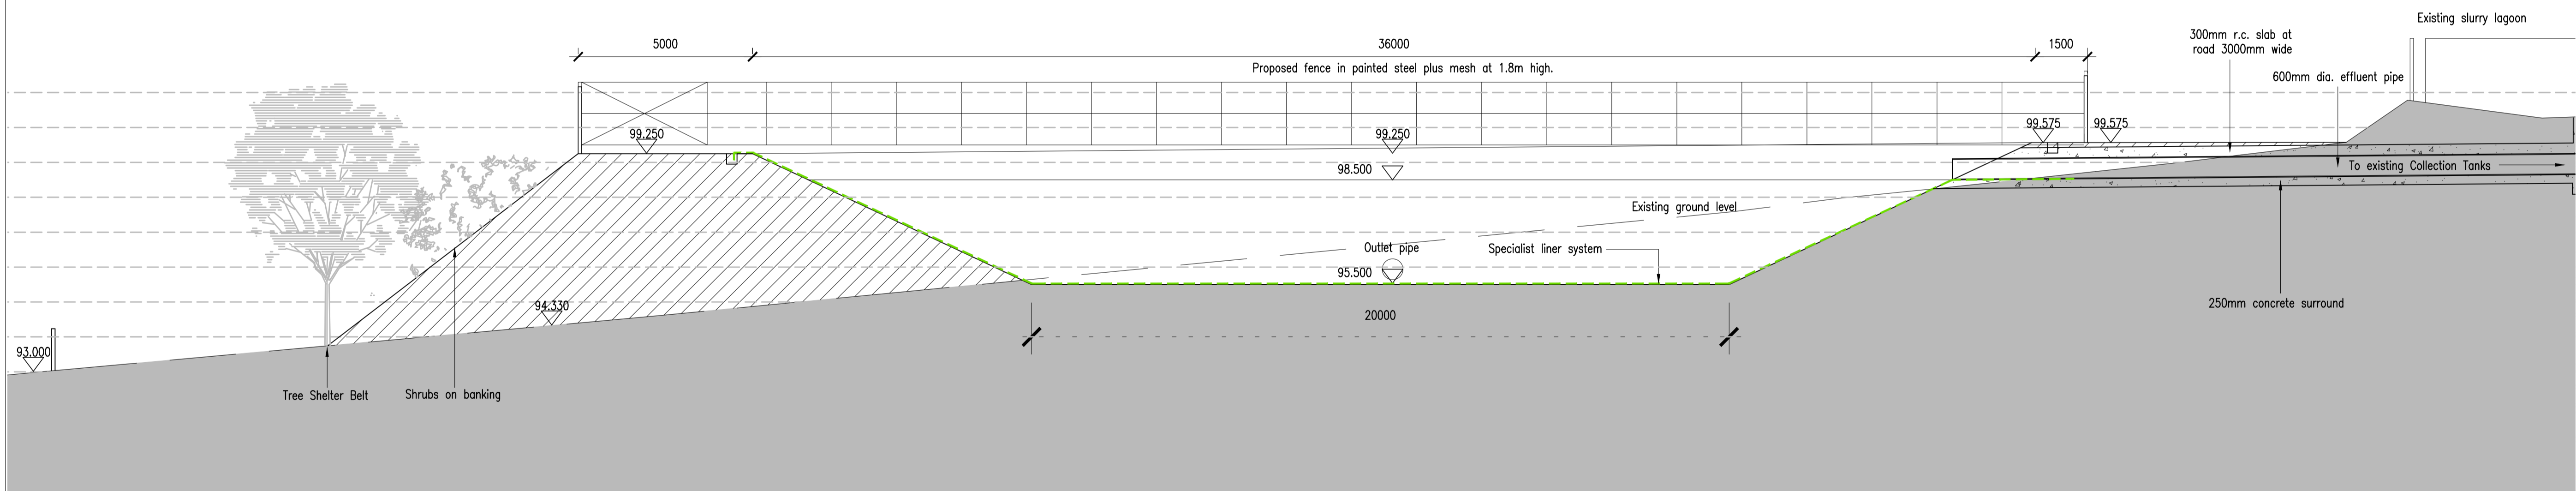 Existing slurry lagoon
300mm r.c. slab at
road 3000mm wide
5000
36000
1500
Proposed fence in painted steel plus mesh at 1.8m high.
600mm dia. effluent pipe
99.250
99.250
99.575
99.575
98.500
To existing Collection Tanks
Existing ground level
Outlet pipe
Specialist liner system
95.500
94.330
250mm concrete surround
20000
93.000
Tree Shelter Belt
Shrubs on banking